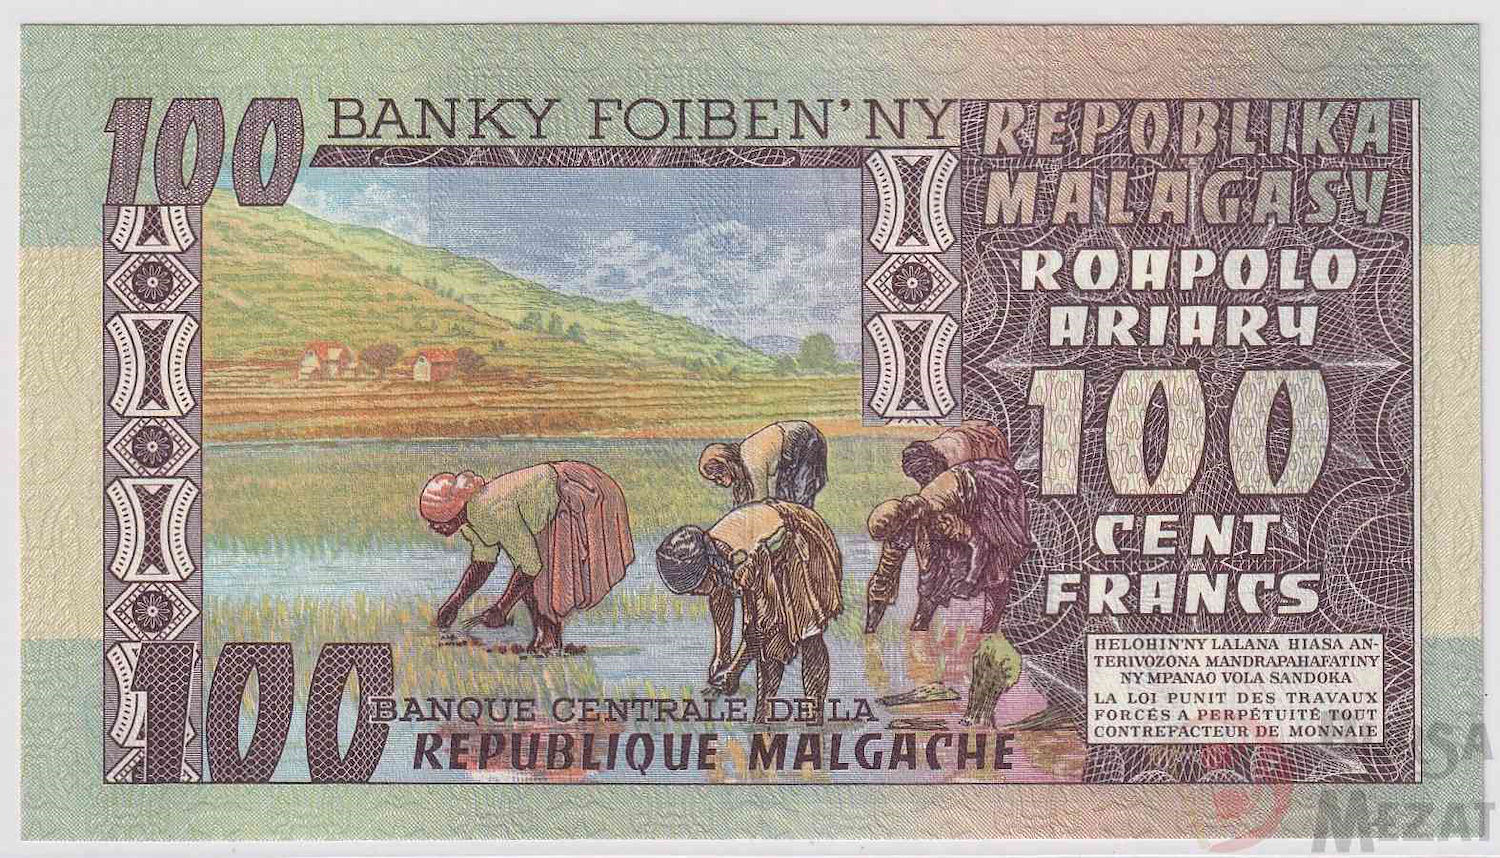 100
BANKY FOIBEN'NY
REPOBLIKA
MALAGASY
ROAPOLO
ARIARY
100
CENT
FRANCS
HELOHIN'NY LALANA HIASA AN-
TERIVOZONA MANDRAPAHAFATINY
NY MPANAO VOLA SANDOKA
LA LOI PUNIT DES TRAVAUX
FORCÉS A PERPÉTUITÉ TOUT
CONTREFACTEUR DE MONNAIE
100
BANQUE CENTRALE DE LA
REPUBLIQUE MALGACHE
MEZAT